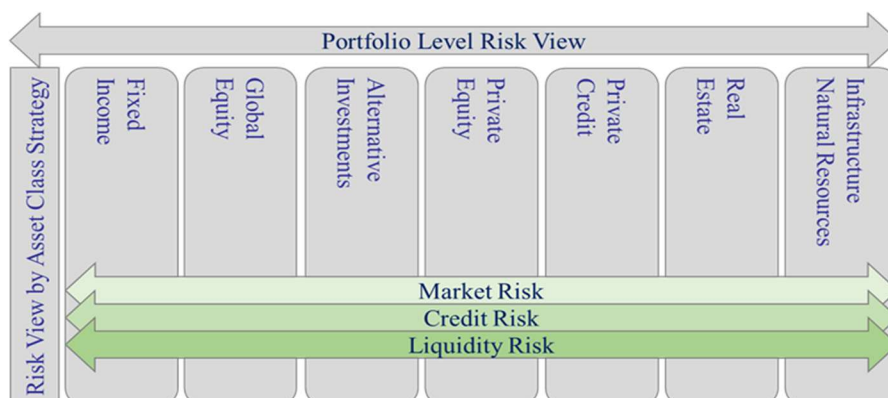 Portfolio Level Risk View
Risk View by Asset Class Strategy
Fixed
Income
Global
Equity
Alternative
Investments
Private
Equity
Private
Credit
Real
Estate
Infrastructure
Natural Resources
Market Risk
Credit Risk
Liquidity Risk